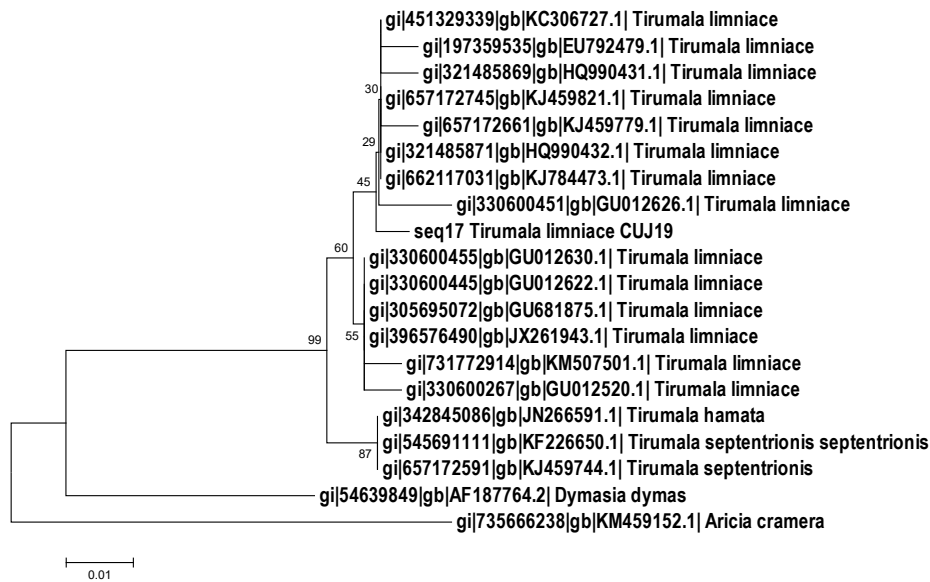 gi|451329339|gb|KC306727.1| Tirumala limniace
gi|197359535|gb|EU792479.1| Tirumala limniace
gi|321485869|gb|HQ990431.1| Tirumala limniace
30
gi|657172745|gb|KJ459821.1| Tirumala limniace
gi|657172661|gb|KJ459779.1| Tirumala limniace
29
gi|321485871|gb|HQ990432.1| Tirumala limniace
gi|662117031|gb|KJ784473.1| Tirumala limniace
45
gi|330600451|gb|GU012626.1| Tirumala limniace
seq17 Tirumala limniace CUJ19
60
gi|330600455|gb|GU012630.1| Tirumala limniace
gi|330600445|gb|GU012622.1| Tirumala limniace
gi|305695072|gb|GU681875.1| Tirumala limniace
gi|396576490|gb|JX261943.1| Tirumala limniace
99
55
gi|731772914|gb|KM507501.1| Tirumala limniace
gi|330600267|gb|GU012520.1| Tirumala limniace
gi|342845086|gb|JN266591.1| Tirumala hamata
gi|545691111|gb|KF226650.1| Tirumala septentrionis septentrionis
87
gi|657172591|gb|KJ459744.1| Tirumala septentrionis
gi|54639849|gb|AF187764.2| Dymasia dymas
gi|735666238|gb|KM459152.1| Aricia cramera
0.01